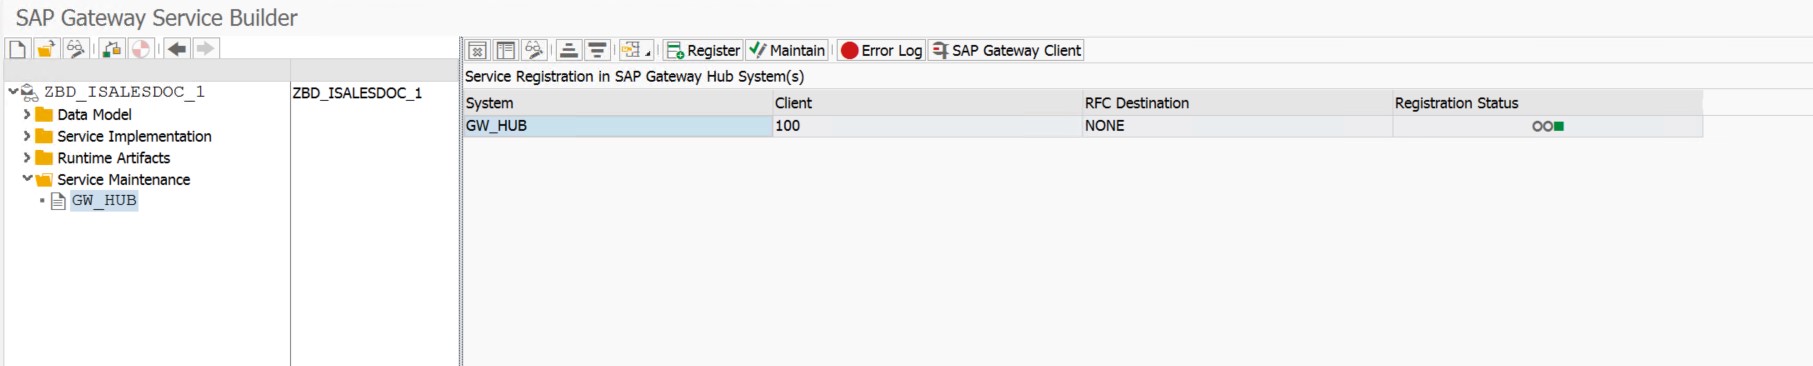 SAP Gateway Service Builder
Register Maintain Error Log SAP Gateway Client
Service Registration in SAP Gateway Hub System(s)
ZBD_ISALESDOC_1 ZBD_ISALESDOC_1
System Client RFC Destination Registration Status
Data Model
GW_HUB 100 NONE
Service Implementation
Runtime Artifacts
Service Maintenance
GW_HUB